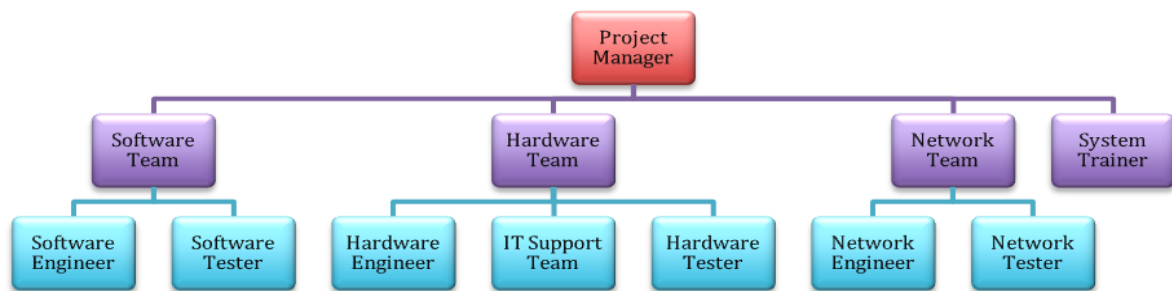 Project
Manager
Software
Team
Hardware
Team
Network
Team
System
Trainer
Software
Engineer
Software
Tester
Hardware
Engineer
IT Support
Team
Hardware
Tester
Network
Engineer
Network
Tester